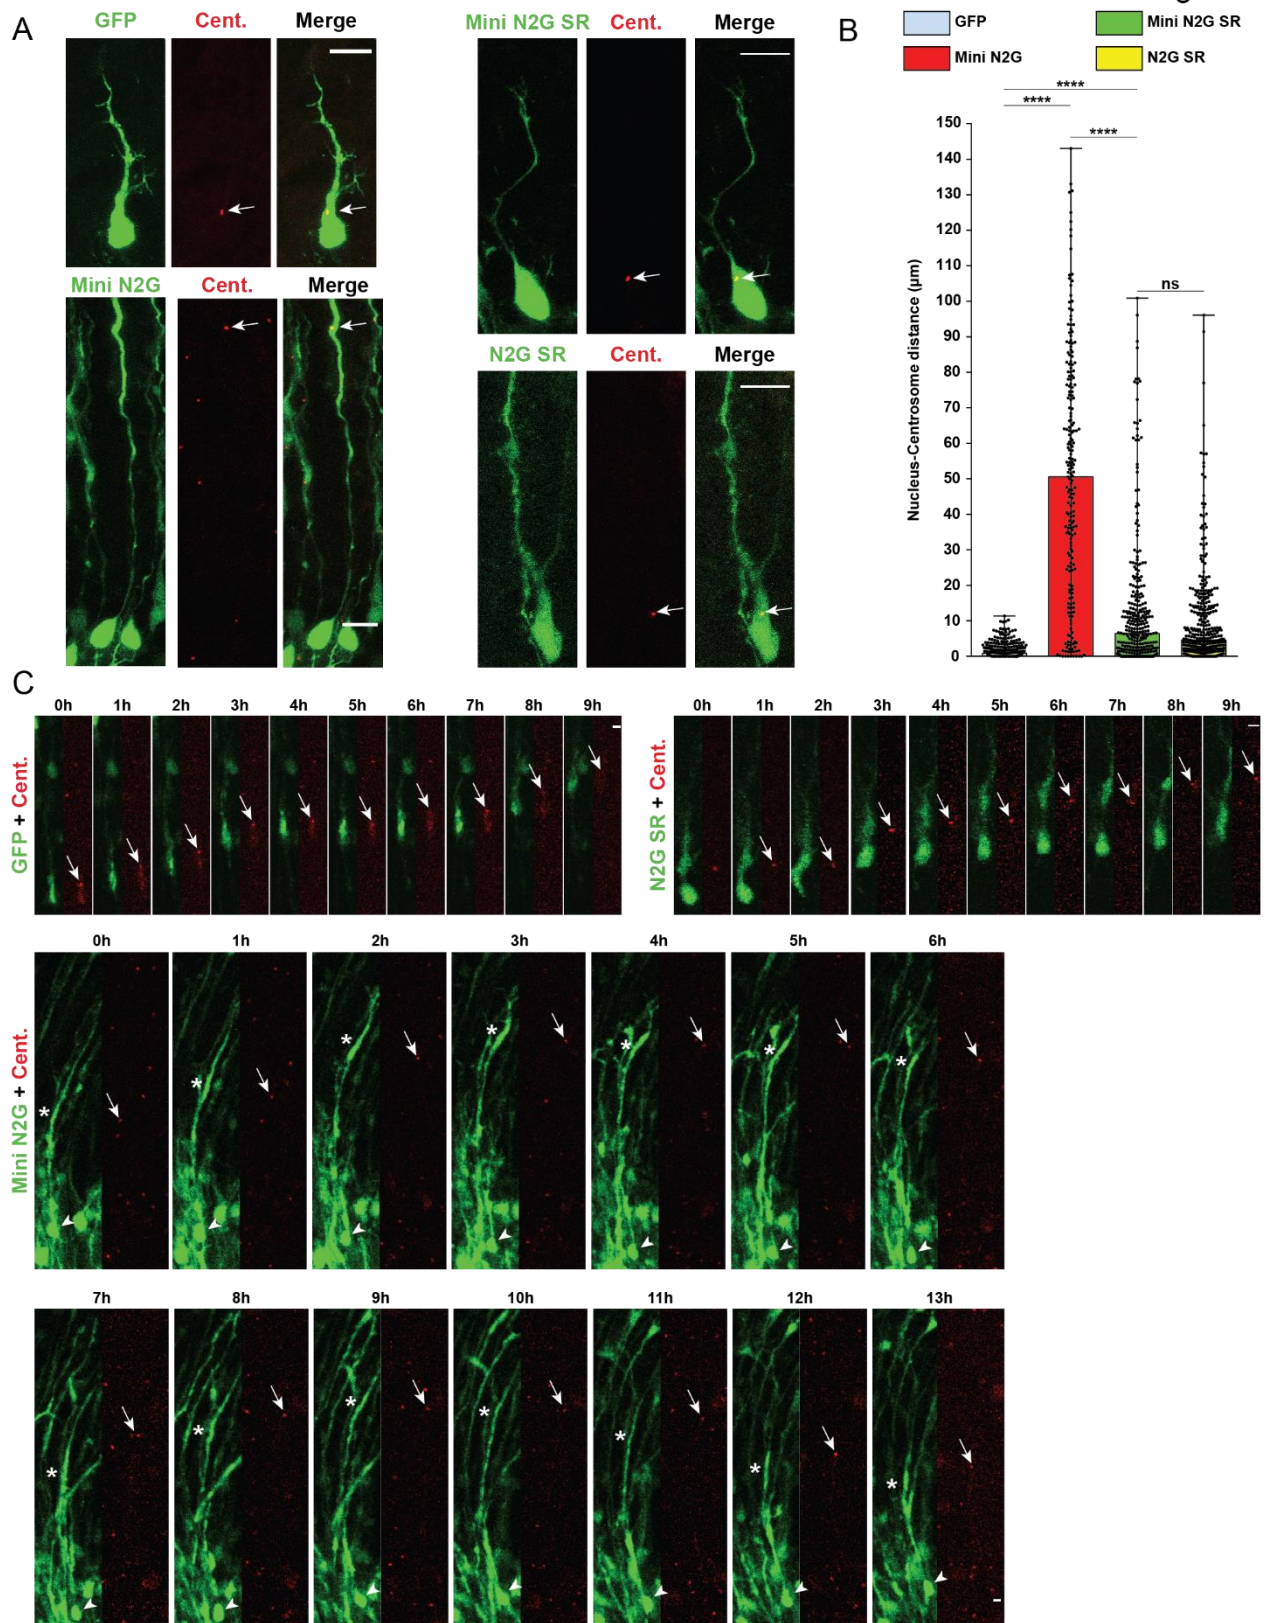 A
GFP Cent. Merge
Mini N2G Cent. Merge
Mini N2G SR Cent. Merge
N2G SR Cent. Merge
B
GFP Mini N2G SR
Mini N2G N2G SR
****
****
****
ns
Nucleus-Centrosome distance (µm)
150
140
130
120
110
100
90
80
70
60
50
40
30
20
10
0
C
0h 1h 2h 3h 4h 5h 6h 7h 8h 9h
GFP + Cent.
0h 1h 2h 3h 4h 5h 6h 7h 8h 9h
N2G SR + Cent.
0h 1h 2h 3h 4h 5h 6h
Mini N2G + Cent.
* * * * * * *
7h 8h 9h 10h 11h 12h 13h
* * * * * * *